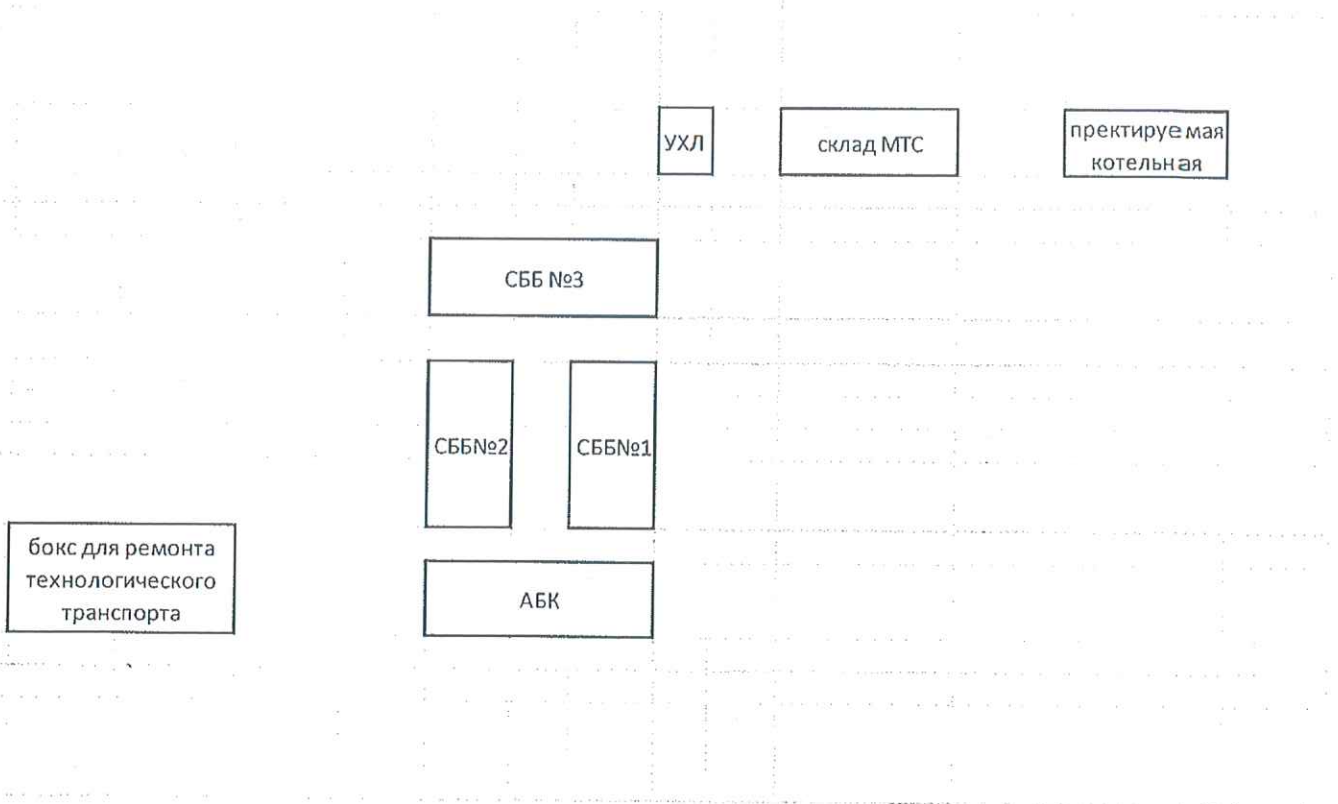 УХЛ
склад МТС
пректируемая
котельная
СББ №3
СББ№2
СББ№1
бокс для ремонта
технологического
транспорта
АБК